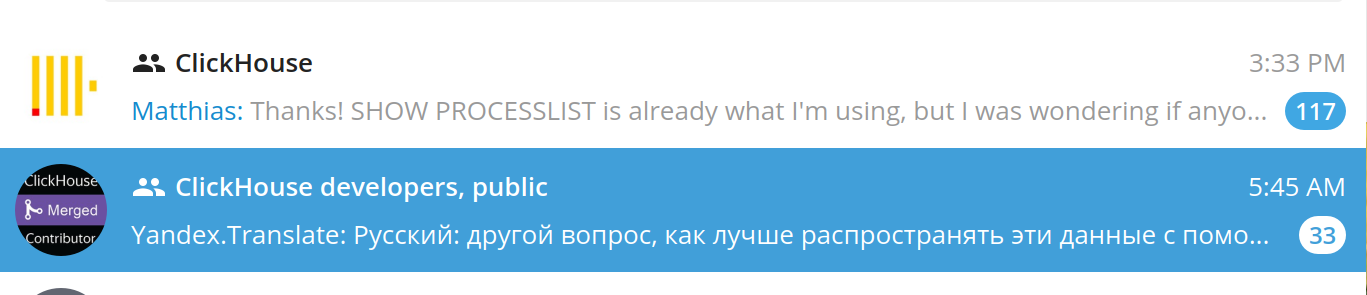 ClickHouse
3:33 PM
Matthias: Thanks! SHOW PROCESSLIST is already what I'm using, but I was wondering if anyo...
117
ClickHouse
Merged
Contributor
ClickHouse developers, public
5:45 AM
Yandex.Translate: Русский: другой вопрос, как лучше распространять эти данные с помо...
33